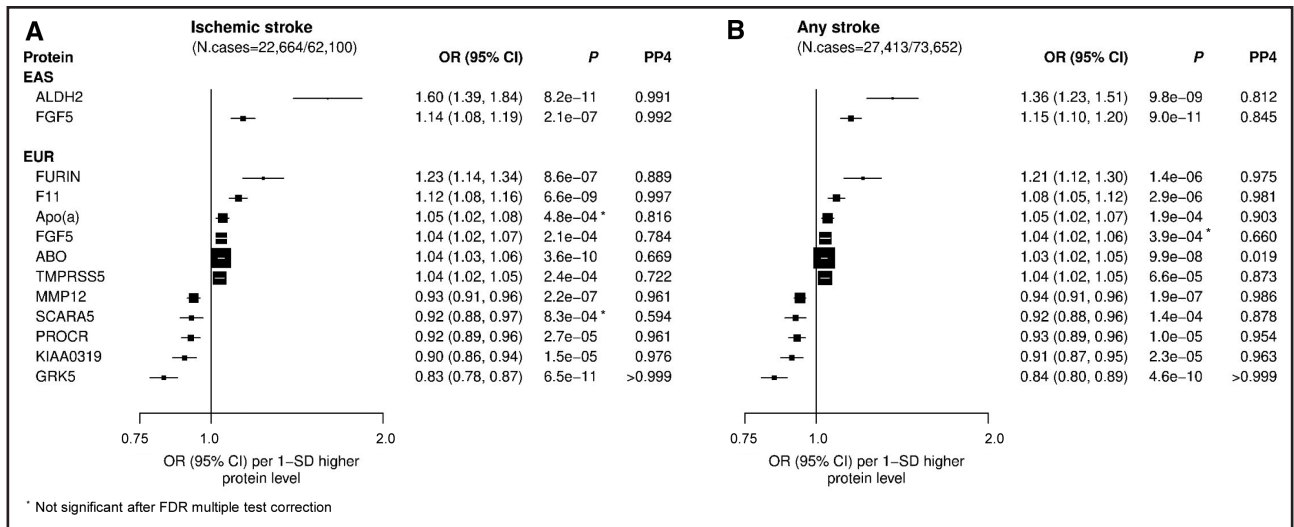 A Ischemic stroke
(N.cases=22,664/62,100)
Protein OR (95% CI) P PP4
EAS
ALDH2 1.60 (1.39, 1.84) 8.2e−11 0.991
FGF5 1.14 (1.08, 1.19) 2.1e−07 0.992
EUR
FURIN 1.23 (1.14, 1.34) 8.6e−07 0.889
F11 1.12 (1.08, 1.16) 6.6e−09 0.997
Apo(a) 1.05 (1.02, 1.08) 4.8e−04 * 0.816
FGF5 1.04 (1.02, 1.07) 2.1e−04 0.784
ABO 1.04 (1.03, 1.06) 3.6e−10 0.669
TMPRSS5 1.04 (1.02, 1.05) 2.4e−04 0.722
MMP12 0.93 (0.91, 0.96) 2.2e−07 0.961
SCARA5 0.92 (0.88, 0.97) 8.3e−04 * 0.594
PROCR 0.92 (0.89, 0.96) 2.7e−05 0.961
KIAA0319 0.90 (0.86, 0.94) 1.5e−05 0.976
GRK5 0.83 (0.78, 0.87) 6.5e−11 >0.999
0.75 1.0 2.0
OR (95% CI) per 1−SD higher
protein level
* Not significant after FDR multiple test correction
B Any stroke
(N.cases=27,413/73,652)
OR (95% CI) P PP4
1.36 (1.23, 1.51) 9.8e−09 0.812
1.15 (1.10, 1.20) 9.0e−11 0.845
1.21 (1.12, 1.30) 1.4e−06 0.975
1.08 (1.05, 1.12) 2.9e−06 0.981
1.05 (1.02, 1.07) 1.9e−04 0.903
1.04 (1.02, 1.06) 3.9e−04 * 0.660
1.03 (1.02, 1.05) 9.9e−08 0.019
1.04 (1.02, 1.05) 6.6e−05 0.873
0.94 (0.91, 0.96) 1.9e−07 0.986
0.92 (0.88, 0.96) 1.4e−04 0.878
0.93 (0.89, 0.96) 1.0e−05 0.954
0.91 (0.87, 0.95) 2.3e−05 0.963
0.84 (0.80, 0.89) 4.6e−10 >0.999
0.75 1.0 2.0
OR (95% CI) per 1−SD higher
protein level